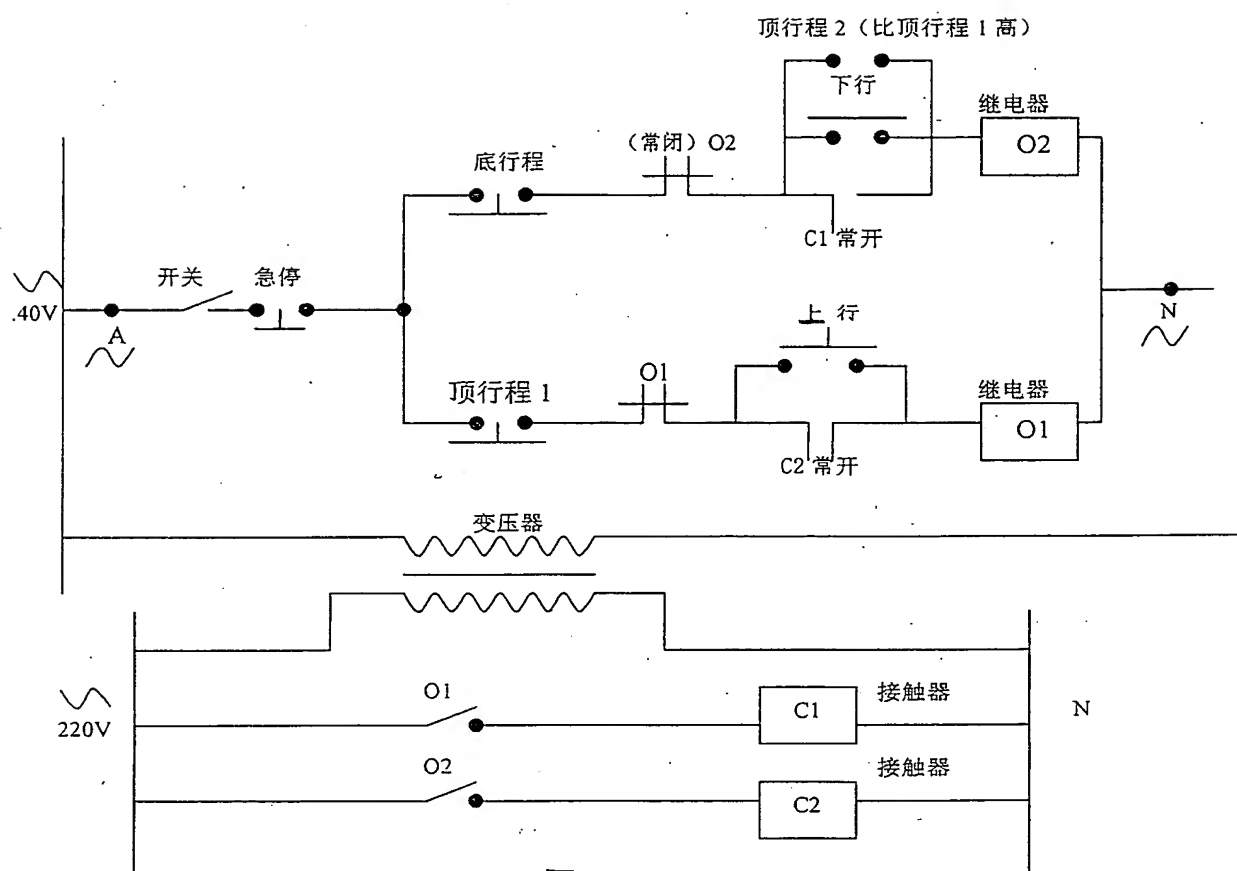 顶行程 2（比顶行程 1 高）
下行
继电器
O2
（常闭）O2
底行程
C1 常开
开关
急停
.40V
A
N
上 行
O1
顶行程 1
继电器
O1
C2 常开
变压器
O1
C1
接触器
N
220V
O2
C2
接触器